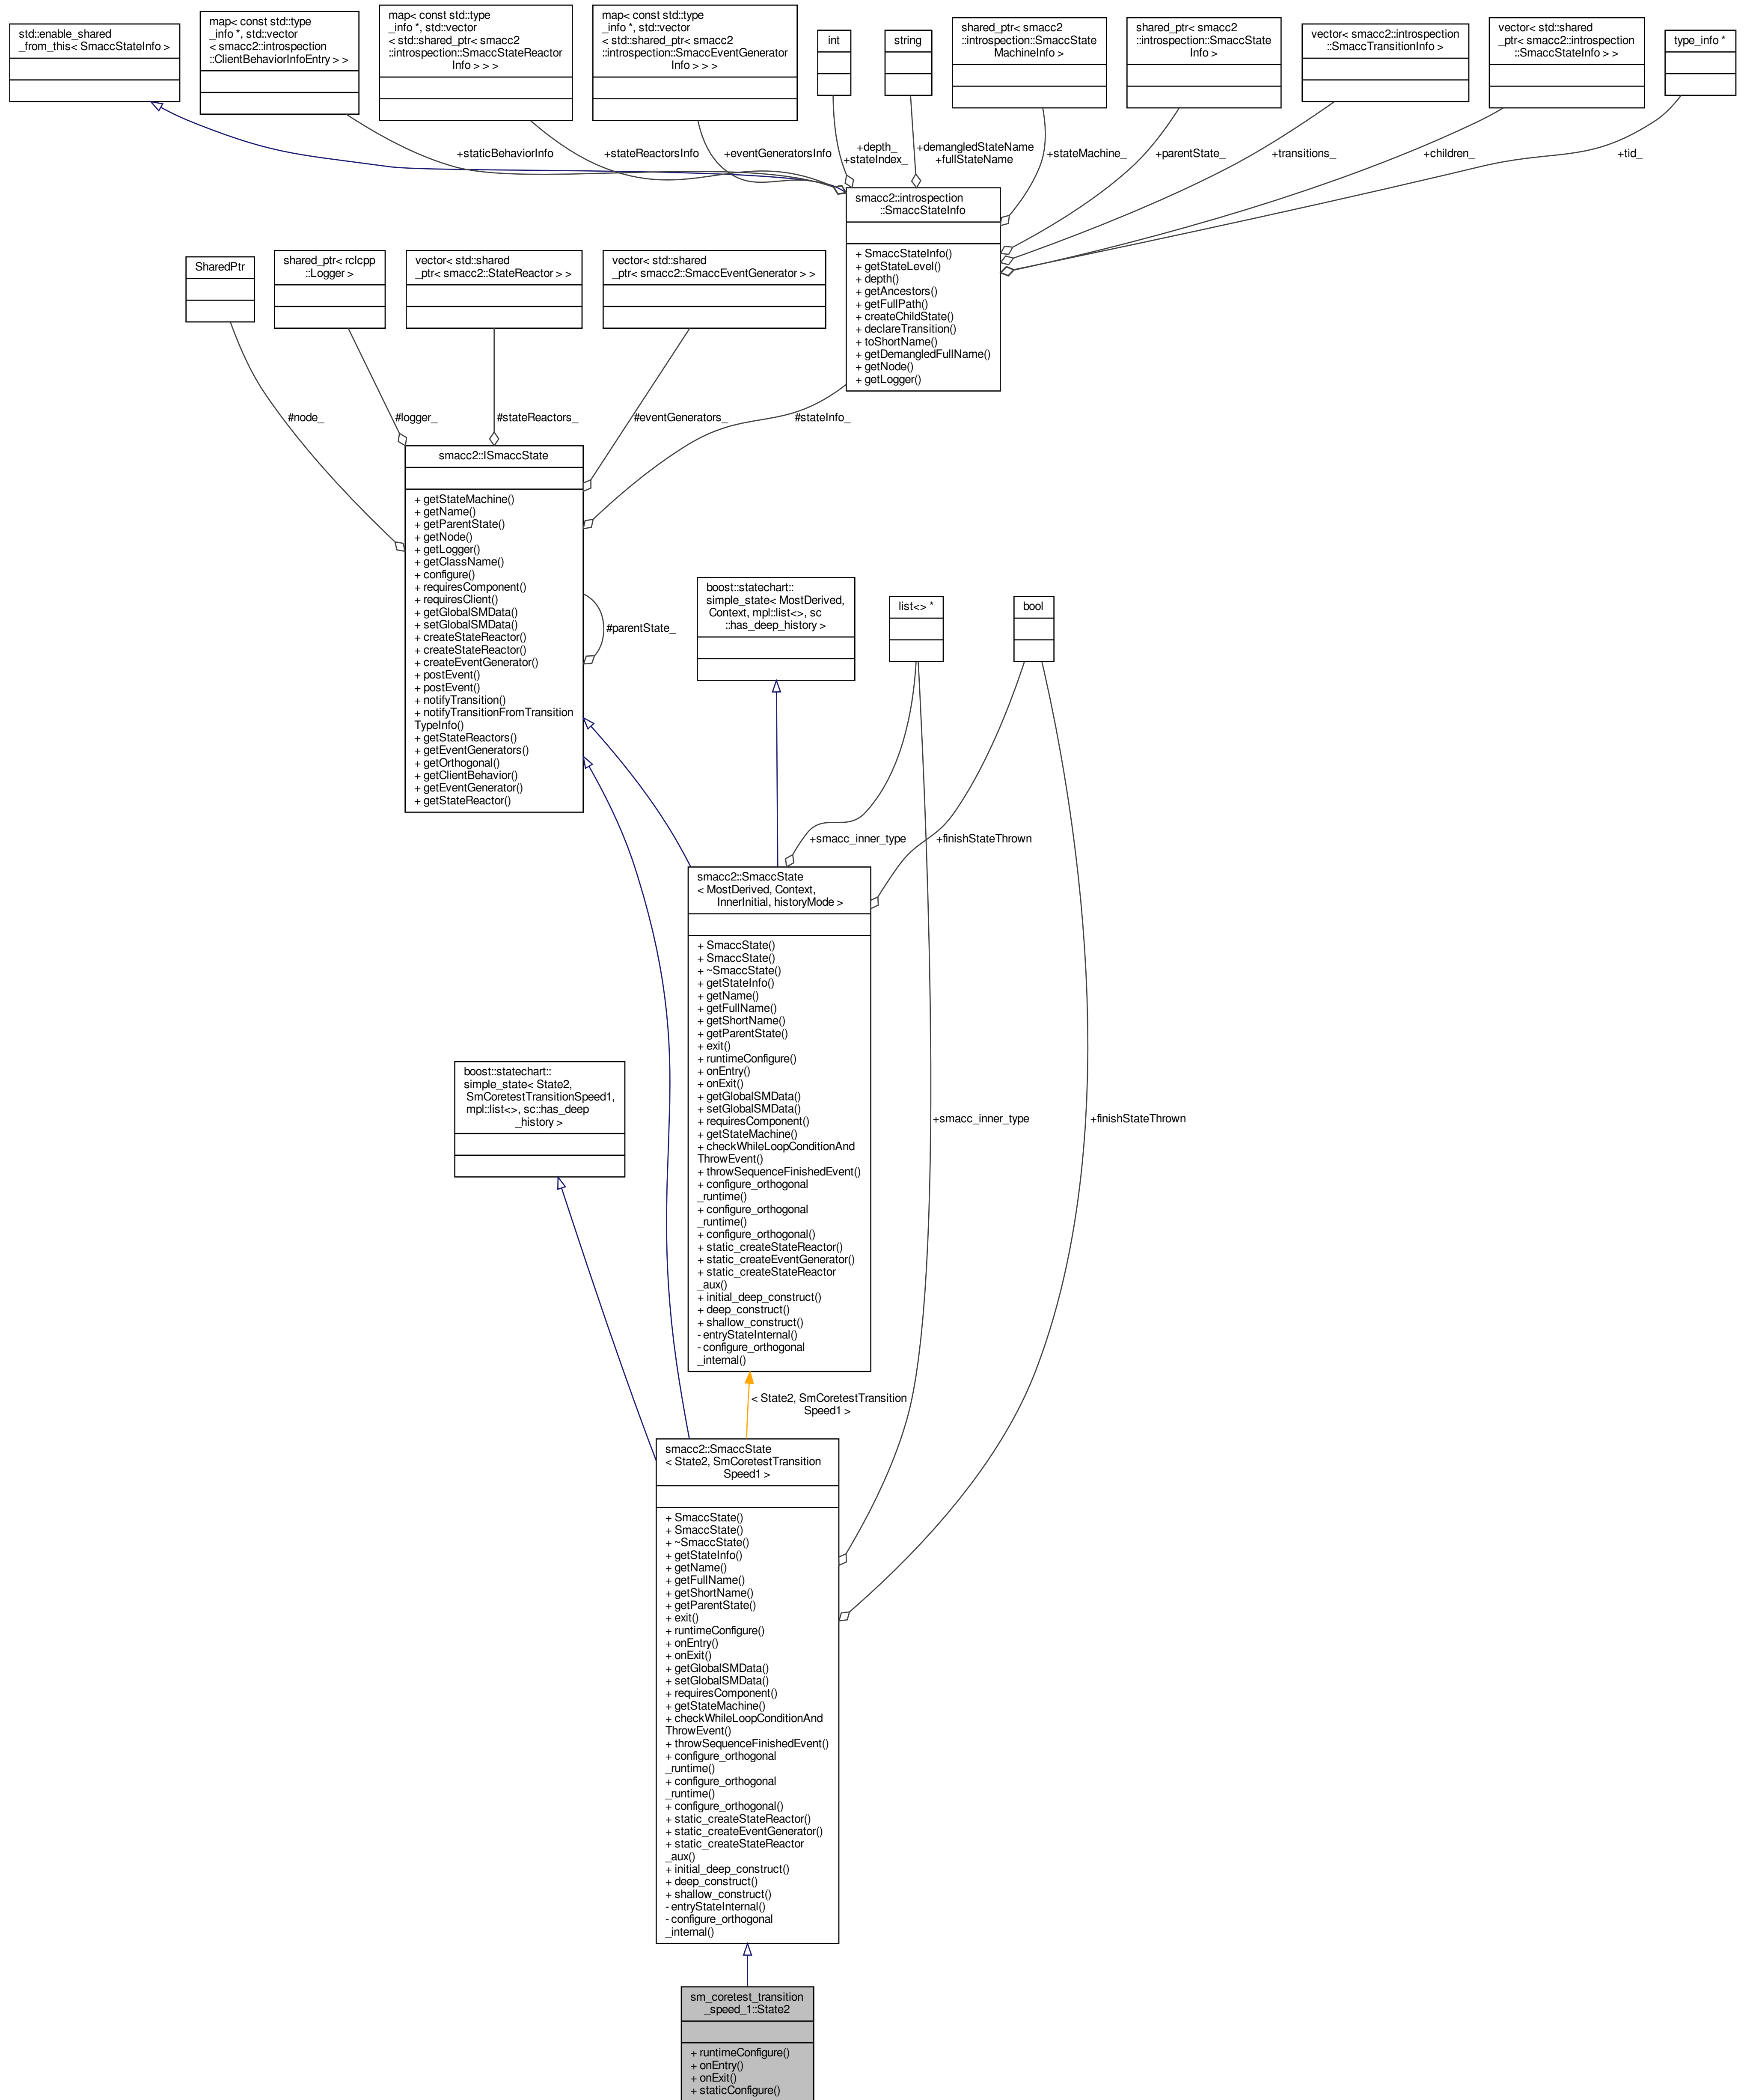 std::enable_shared
_from_this< SmaccStateInfo >
map< const std::type
_info *, std::vector
< smacc2::introspection
::ClientBehaviorInfoEntry > >
map< const std::type
_info *, std::vector
< std::shared_ptr< smacc2
::introspection::SmaccStateReactor
Info > > >
map< const std::type
_info *, std::vector
< std::shared_ptr< smacc2
::introspection::SmaccEventGenerator
Info > > >
int
string
shared_ptr< smacc2
::introspection::SmaccState
MachineInfo >
shared_ptr< smacc2
::introspection::SmaccState
Info >
vector< smacc2::introspection
::SmaccTransitionInfo >
vector< std::shared
_ptr< smacc2::introspection
::SmaccStateInfo > >
type_info *
+staticBehaviorInfo
+stateReactorsInfo
+eventGeneratorsInfo
+depth_
+stateIndex_
+demangledStateName
+fullStateName
+stateMachine_
+parentState_
+transitions_
+children_
+tid_
smacc2::introspection
::SmaccStateInfo
+ SmaccStateInfo()
+ getStateLevel()
+ depth()
+ getAncestors()
+ getFullPath()
+ createChildState()
+ declareTransition()
+ toShortName()
+ getDemangledFullName()
+ getNode()
+ getLogger()
SharedPtr
shared_ptr< rclcpp
::Logger >
vector< std::shared
_ptr< smacc2::StateReactor > >
vector< std::shared
_ptr< smacc2::SmaccEventGenerator > >
#node_
#logger_
#stateReactors_
#eventGenerators_
#stateInfo_
smacc2::ISmaccState
+ getStateMachine()
+ getName()
+ getParentState()
+ getNode()
+ getLogger()
+ getClassName()
+ configure()
+ requiresComponent()
+ requiresClient()
+ getGlobalSMData()
+ setGlobalSMData()
+ createStateReactor()
+ createStateReactor()
+ createEventGenerator()
+ postEvent()
+ postEvent()
+ notifyTransition()
+ notifyTransitionFromTransition
TypeInfo()
+ getStateReactors()
+ getEventGenerators()
+ getOrthogonal()
+ getClientBehavior()
+ getEventGenerator()
+ getStateReactor()
#parentState_
boost::statechart::
simple_state< MostDerived,
Context, mpl::list<>, sc
::has_deep_history >
list<> *
bool
+smacc_inner_type
+finishStateThrown
smacc2::SmaccState
< MostDerived, Context,
InnerInitial, historyMode >
+ SmaccState()
+ SmaccState()
+ ~SmaccState()
+ getStateInfo()
+ getName()
+ getFullName()
+ getShortName()
+ getParentState()
+ exit()
+ runtimeConfigure()
+ onEntry()
+ onExit()
+ getGlobalSMData()
+ setGlobalSMData()
+ requiresComponent()
+ getStateMachine()
+ checkWhileLoopConditionAnd
ThrowEvent()
+ throwSequenceFinishedEvent()
+ configure_orthogonal
_runtime()
+ configure_orthogonal
_runtime()
+ configure_orthogonal()
+ static_createStateReactor()
+ static_createEventGenerator()
+ static_createStateReactor
_aux()
+ initial_deep_construct()
+ deep_construct()
+ shallow_construct()
- entryStateInternal()
- configure_orthogonal
_internal()
boost::statechart::
simple_state< State2,
SmCoretestTransitionSpeed1,
mpl::list<>, sc::has_deep
_history >
+smacc_inner_type
+finishStateThrown
< State2, SmCoretestTransition
Speed1 >
smacc2::SmaccState
< State2, SmCoretestTransition
Speed1 >
+ SmaccState()
+ SmaccState()
+ ~SmaccState()
+ getStateInfo()
+ getName()
+ getFullName()
+ getShortName()
+ getParentState()
+ exit()
+ runtimeConfigure()
+ onEntry()
+ onExit()
+ getGlobalSMData()
+ setGlobalSMData()
+ requiresComponent()
+ getStateMachine()
+ checkWhileLoopConditionAnd
ThrowEvent()
+ throwSequenceFinishedEvent()
+ configure_orthogonal
_runtime()
+ configure_orthogonal
_runtime()
+ configure_orthogonal()
+ static_createStateReactor()
+ static_createEventGenerator()
+ static_createStateReactor
_aux()
+ initial_deep_construct()
+ deep_construct()
+ shallow_construct()
- entryStateInternal()
- configure_orthogonal
_internal()
sm_coretest_transition
_speed_1::State2
+ runtimeConfigure()
+ onEntry()
+ onExit()
+ staticConfigure()